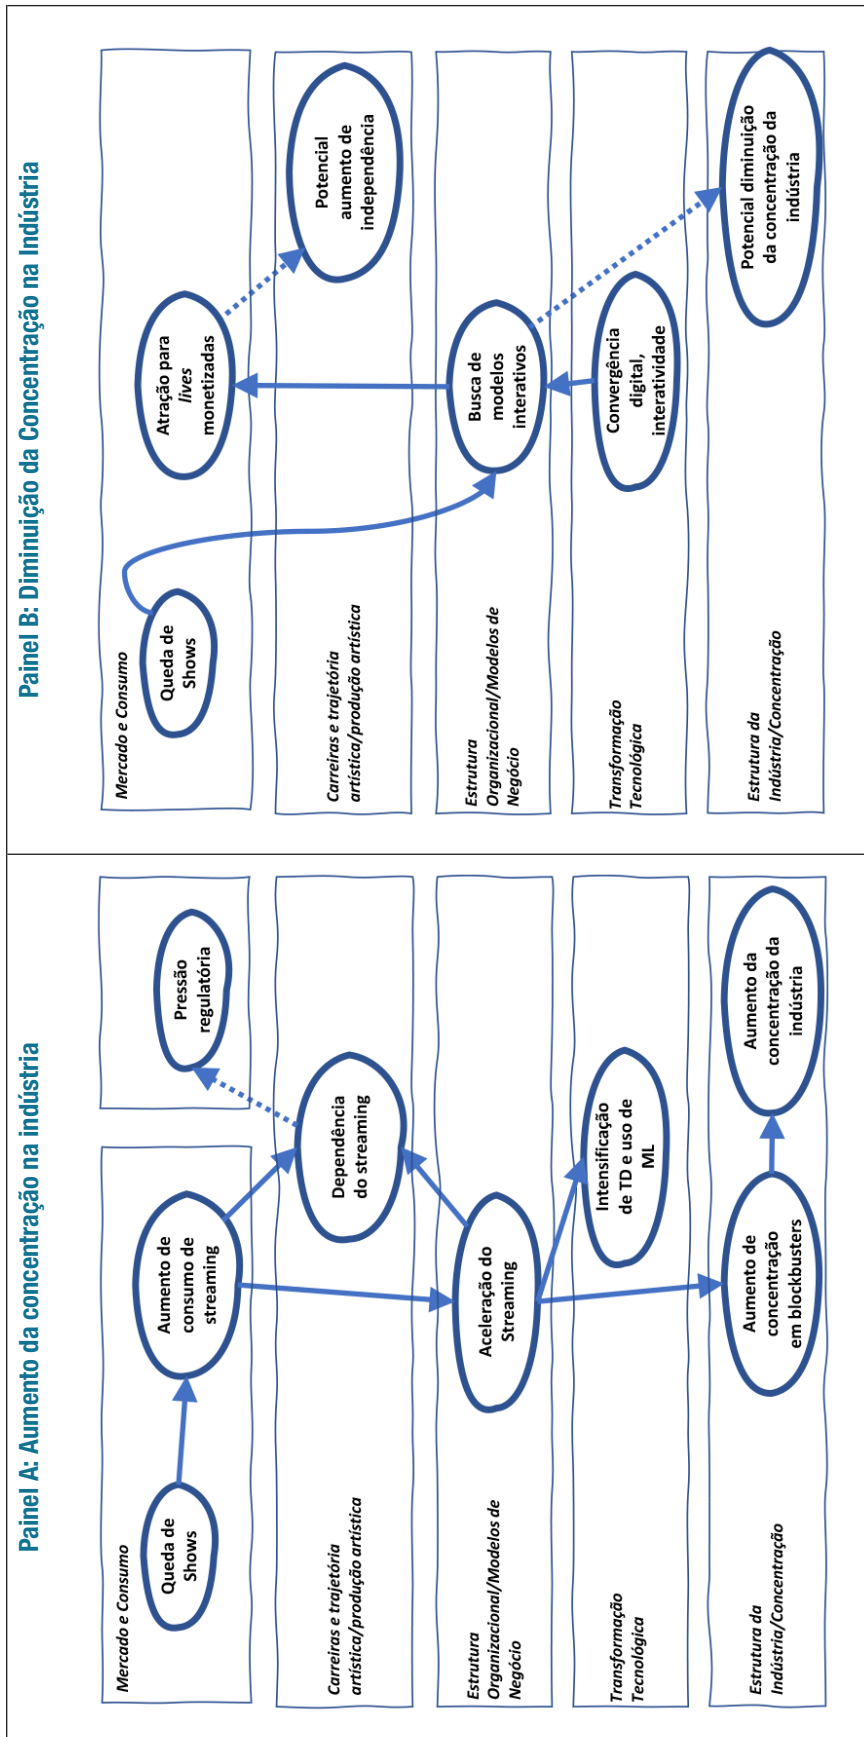 Painel A: Aumento da concentração na indústria
Mercado e Consumo
Queda de
Shows
Aumento de
consumo de
streaming
Pressão
regulatória
Carreiras e trajetória
artística/produção artística
Dependência
do streaming
Estrutura
Organizacional/Modelos de
Negócio
Aceleração do
Streaming
Transformação
Tecnológica
Intensificação
de TD e uso de
ML
Estrutura da
Indústria/Concentração
Aumento de
concentração
em blockbusters
Aumento da
concentração da
indústria
Painel B: Diminuição da Concentração na Indústria
Mercado e Consumo
Queda de
Shows
Atração para
lives
monetizadas
Carreiras e trajetória
artística/produção artística
Potencial
aumento de
independência
Estrutura
Organizacional/Modelos de
Negócio
Busca de
modelos
interativos
Transformação
Tecnológica
Convergência
digital,
interatividade
Estrutura da
Indústria/Concentração
Potencial diminuição
da concentração da
indústria